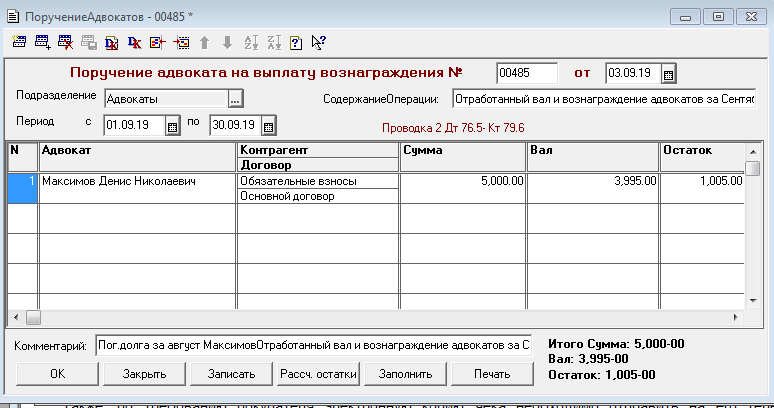 ПоручениеАдвокатов - 00485 *
Поручение адвоката на выплату вознаграждения № 00485 от 03.09.19
Подразделение Адвокаты ... СодержаниеОперации: Отработанный вал и вознаграждение адвокатов за Сентя
Период с 01.09.19 по 30.09.19 Проводка 2 Дт 76.5- Кт 79.6
N Адвокат Контрагент Сумма Вал Остаток
Договор
1 Максимов Денис Николаевич Обязательные взносы 5,000.00 3,995.00 1,005.00
Основной договор
Комментарий: Пог.долга за август МаксимовОтработанный вал и вознаграждение адвокатов за С
Итого Сумма: 5,000-00
Вал: 3,995-00
Остаток: 1,005-00
OK Закрыть Записать Рассч. остатки Заполнить Печать